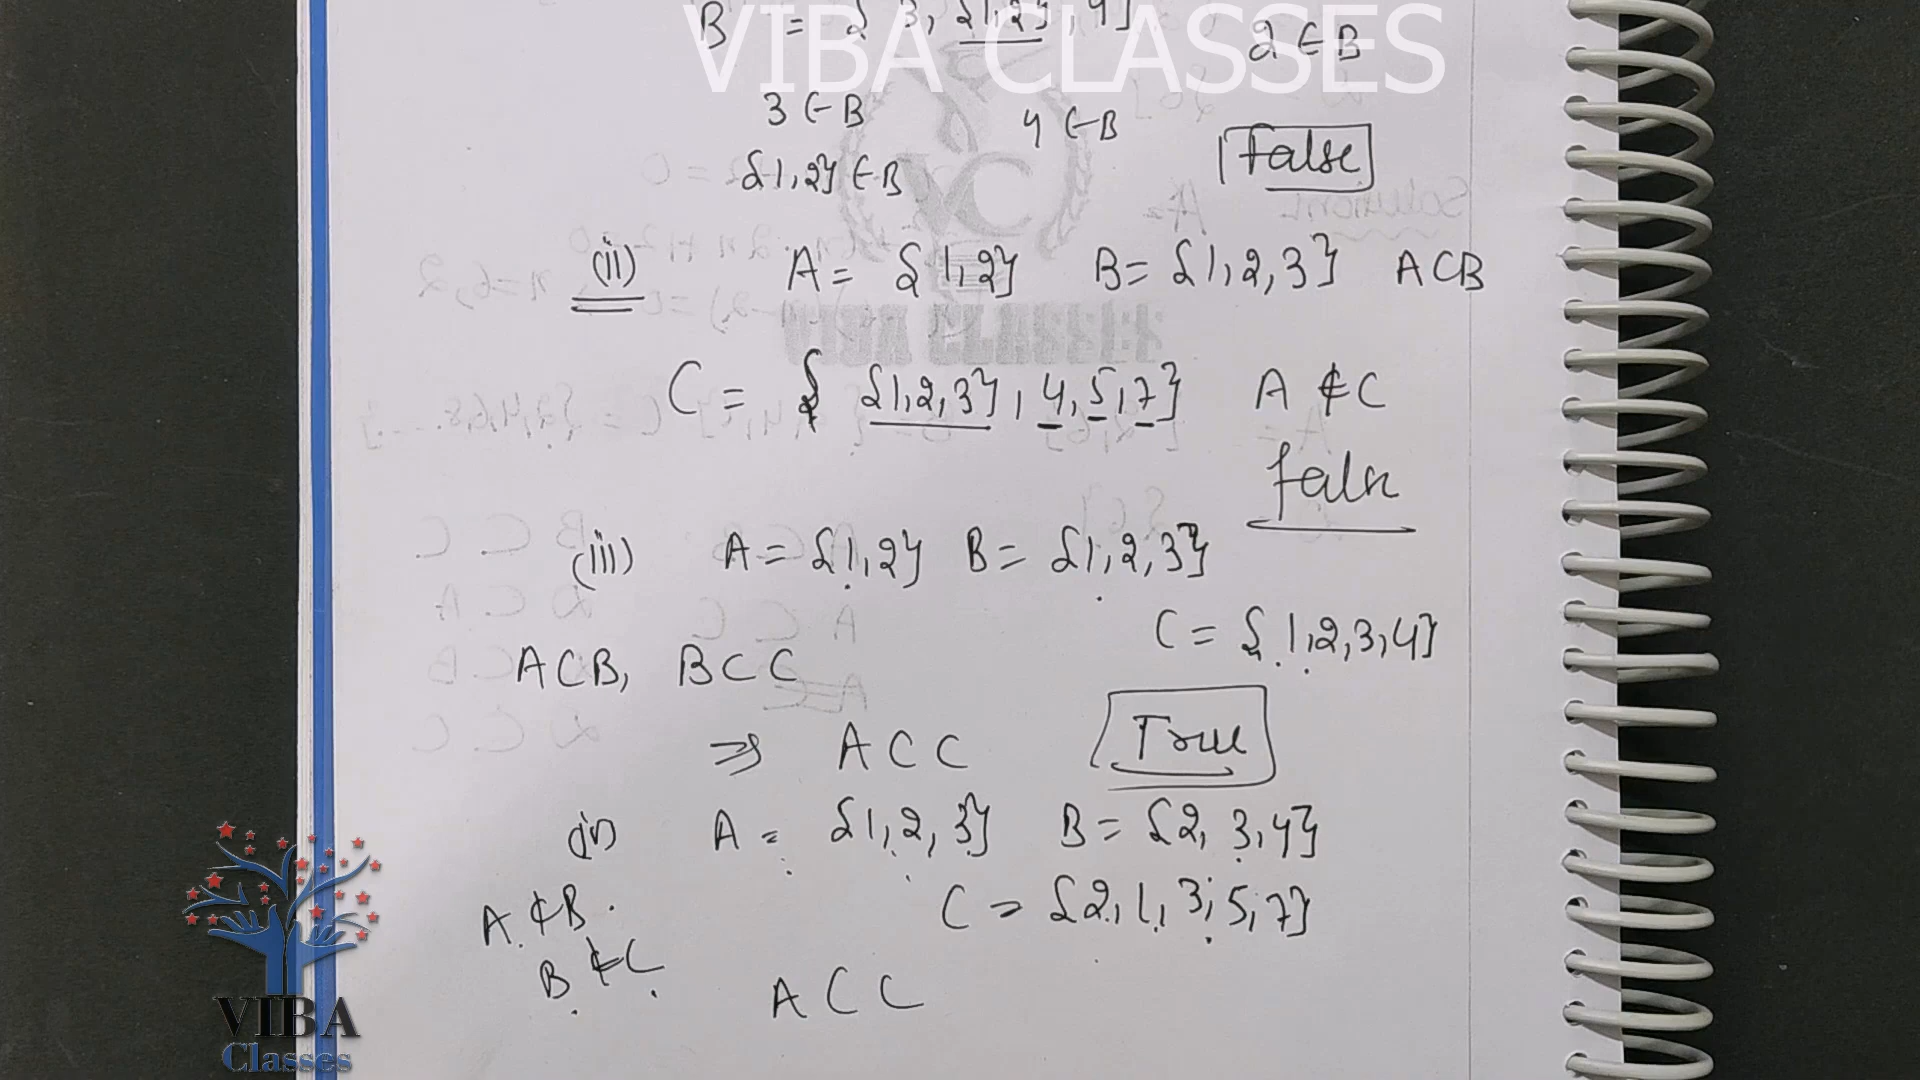 B = {3, {1,2}, 4}
VIBA CLASSES
2 ∈ B
3 ∈ B
4 ∈ B
False
{1,2} ∈ B
(ii) A = {1,2} B = {1,2,3} A⊂B
VIBA CLASSES
C = { {1,2,3}, 4,5,7} A ⊄ C
false
(iii) A = {1,2} B = {1,2,3}
C = {1,2,3,4}
A⊂B, B⊂C
⇒ A⊂C
True
(iv) A = {1,2,3} B = {2,3,4}
A ⊄ B
C = {2,1,3,5,7}
B ⊄ C
A ⊂ C
VIBA
Classes